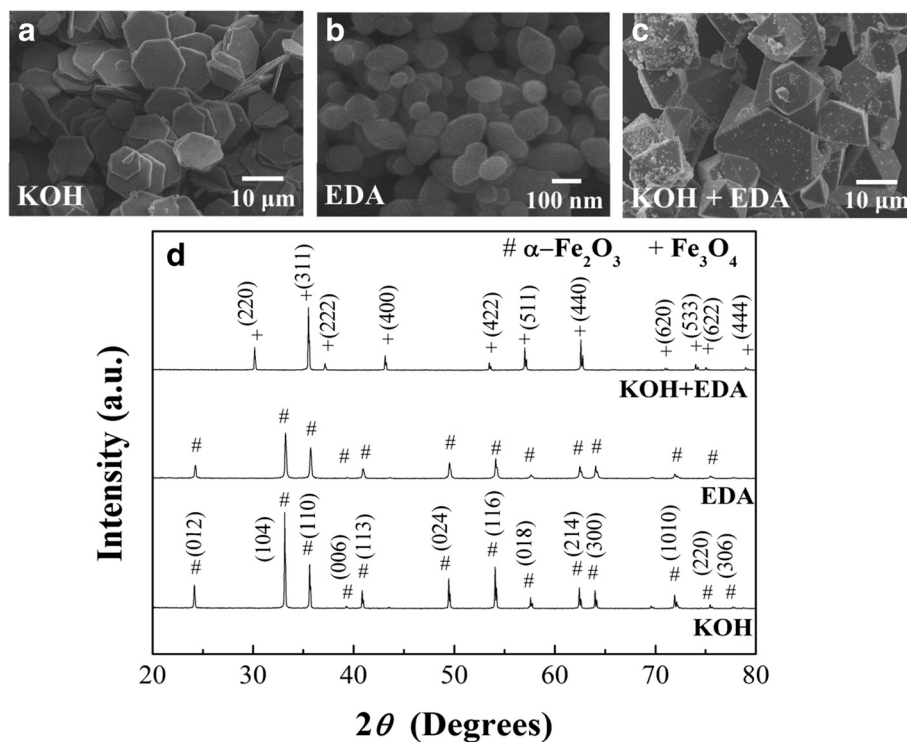 a
KOH 10 μm
b
EDA 100 nm
c
KOH + EDA 10 μm
d
# α–Fe₂O₃ + Fe₃O₄
+ (220) + (311) + (222) + (400) + (422) + (511) + (440) + (620) + (533) + (622) + (444)
KOH+EDA
# # # # # # # # # # # #
EDA
# (012) (104) # # (110) # (006) # (113) # (024) # (116) # (018) # (214) # (300) # (1010) # (220) # (306)
KOH
Intensity (a.u.)
20 30 40 50 60 70 80
2θ (Degrees)